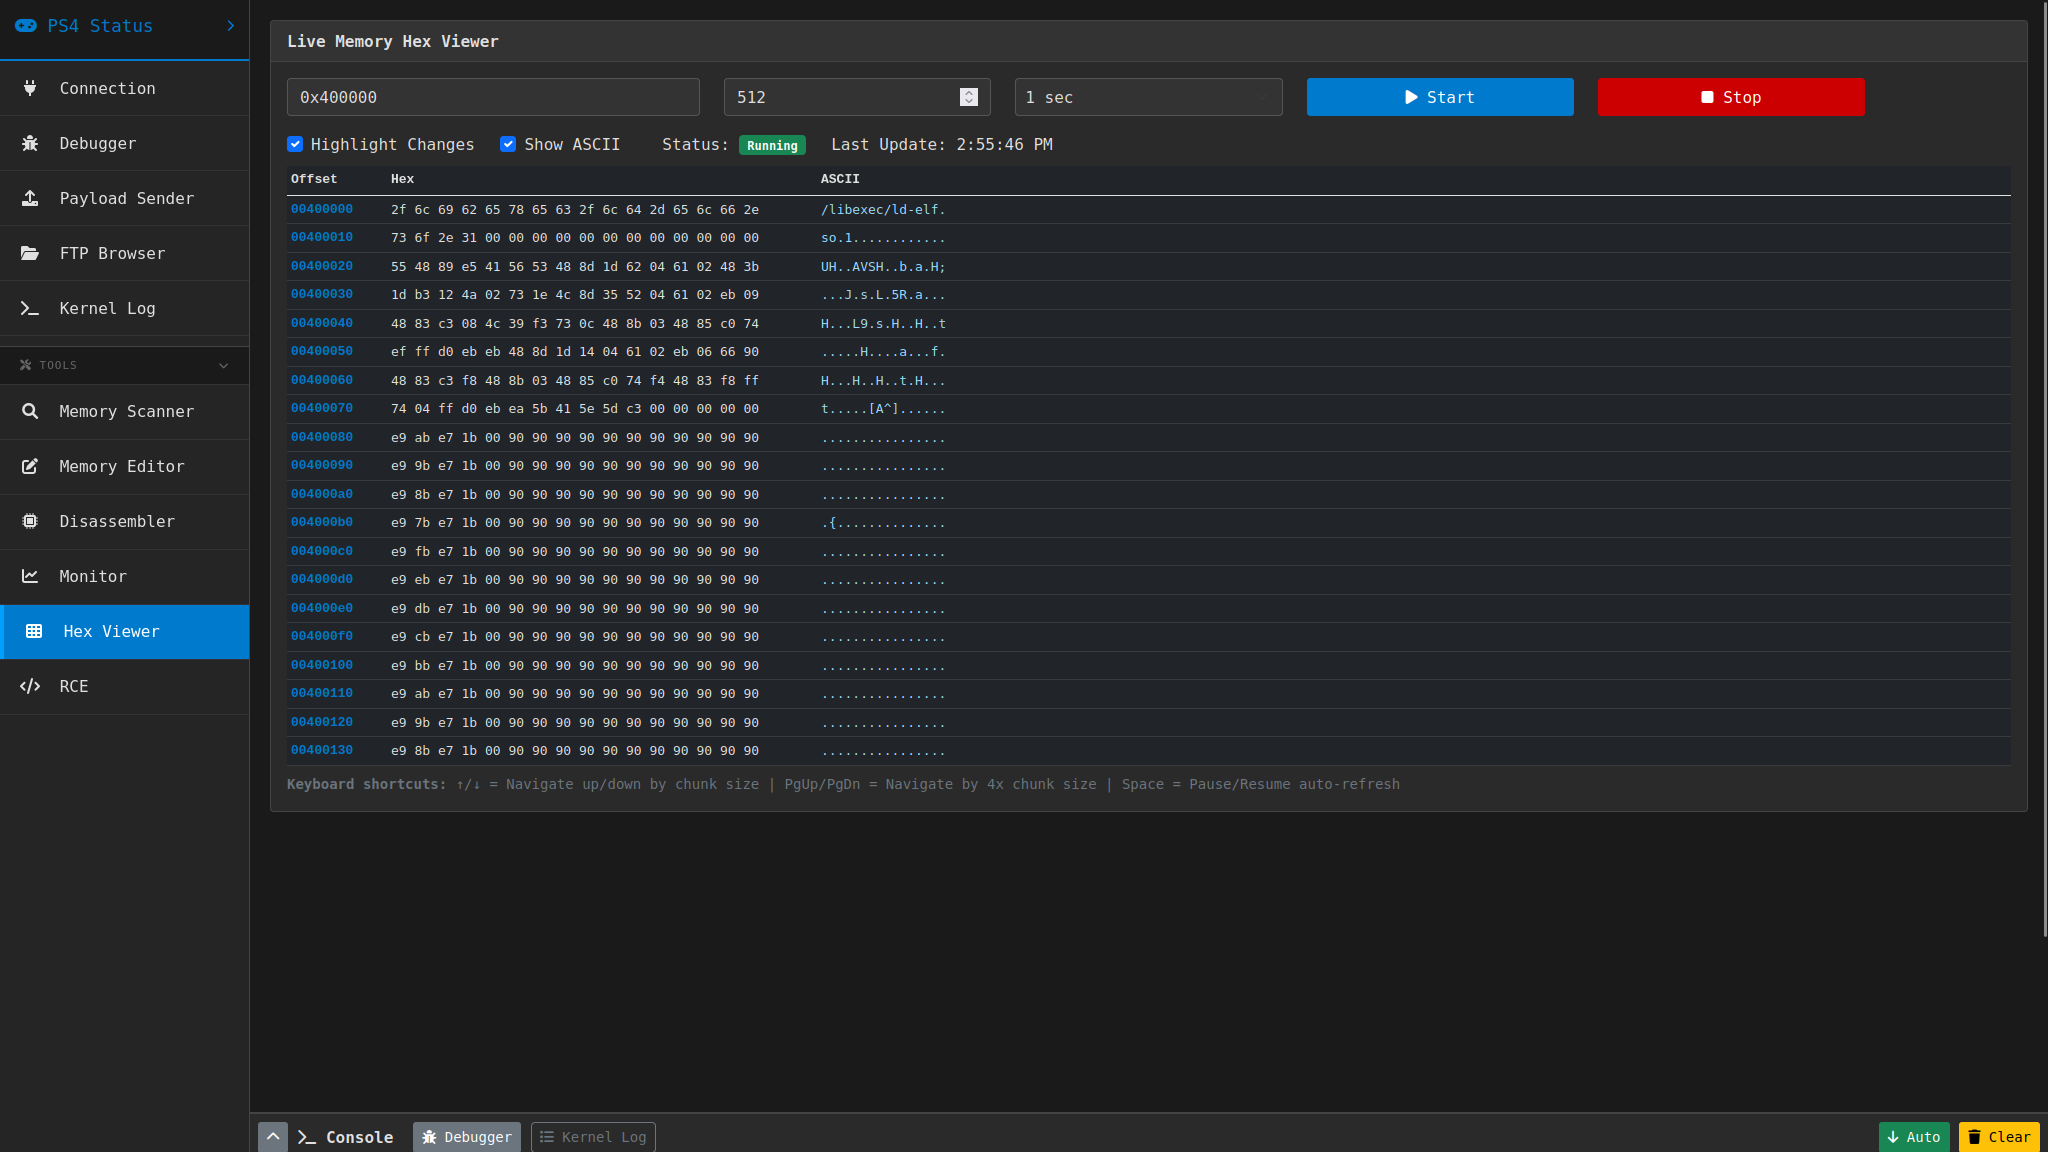 PS4 Status
Connection
Debugger
Payload Sender
FTP Browser
Kernel Log
TOOLS
Memory Scanner
Memory Editor
Disassembler
Monitor
Hex Viewer
RCE
Live Memory Hex Viewer
0x400000 512 1 sec Start Stop
Highlight Changes Show ASCII Status: Running Last Update: 2:55:46 PM
Offset Hex ASCII
00400000 2f 6c 69 62 65 78 65 63 2f 6c 64 2d 65 6c 66 2e /libexec/ld-elf.
00400010 73 6f 2e 31 00 00 00 00 00 00 00 00 00 00 00 00 so.1............
00400020 55 48 89 e5 41 56 53 48 8d 1d 62 04 61 02 48 3b UH..AVSH..b.a.H;
00400030 1d b3 12 4a 02 73 1e 4c 8d 35 52 04 61 02 eb 09 ...J.s.L.5R.a...
00400040 48 83 c3 08 4c 39 f3 73 0c 48 8b 03 48 85 c0 74 H...L9.s.H..H..t
00400050 ef ff d0 eb eb 48 8d 1d 14 04 61 02 eb 06 66 90 .....H....a...f.
00400060 48 83 c3 f8 48 8b 03 48 85 c0 74 f4 48 83 f8 ff H...H..H..t.H...
00400070 74 04 ff d0 eb ea 5b 41 5e 5d c3 00 00 00 00 00 t.....[A^]......
00400080 e9 ab e7 1b 00 90 90 90 90 90 90 90 90 90 90 90 ................
00400090 e9 9b e7 1b 00 90 90 90 90 90 90 90 90 90 90 90 ................
004000a0 e9 8b e7 1b 00 90 90 90 90 90 90 90 90 90 90 90 ................
004000b0 e9 7b e7 1b 00 90 90 90 90 90 90 90 90 90 90 90 .{..............
004000c0 e9 fb e7 1b 00 90 90 90 90 90 90 90 90 90 90 90 ................
004000d0 e9 eb e7 1b 00 90 90 90 90 90 90 90 90 90 90 90 ................
004000e0 e9 db e7 1b 00 90 90 90 90 90 90 90 90 90 90 90 ................
004000f0 e9 cb e7 1b 00 90 90 90 90 90 90 90 90 90 90 90 ................
00400100 e9 bb e7 1b 00 90 90 90 90 90 90 90 90 90 90 90 ................
00400110 e9 ab e7 1b 00 90 90 90 90 90 90 90 90 90 90 90 ................
00400120 e9 9b e7 1b 00 90 90 90 90 90 90 90 90 90 90 90 ................
00400130 e9 8b e7 1b 00 90 90 90 90 90 90 90 90 90 90 90 ................
Keyboard shortcuts: ↑/↓ = Navigate up/down by chunk size | PgUp/PgDn = Navigate by 4x chunk size | Space = Pause/Resume auto-refresh
Console Debugger Kernel Log Auto Clear